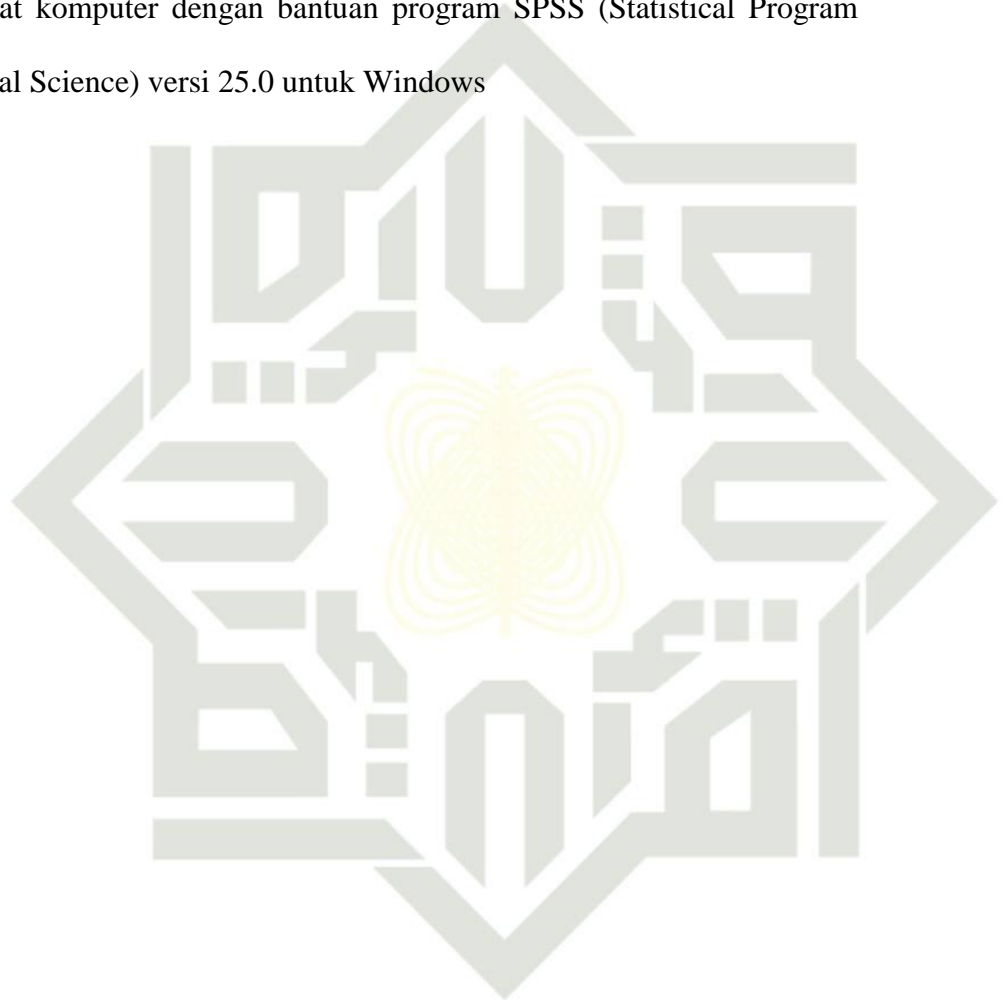 at komputer dengan bantuan program SPSS (Statistical Program
al Science) versi 25.0 untuk Windows